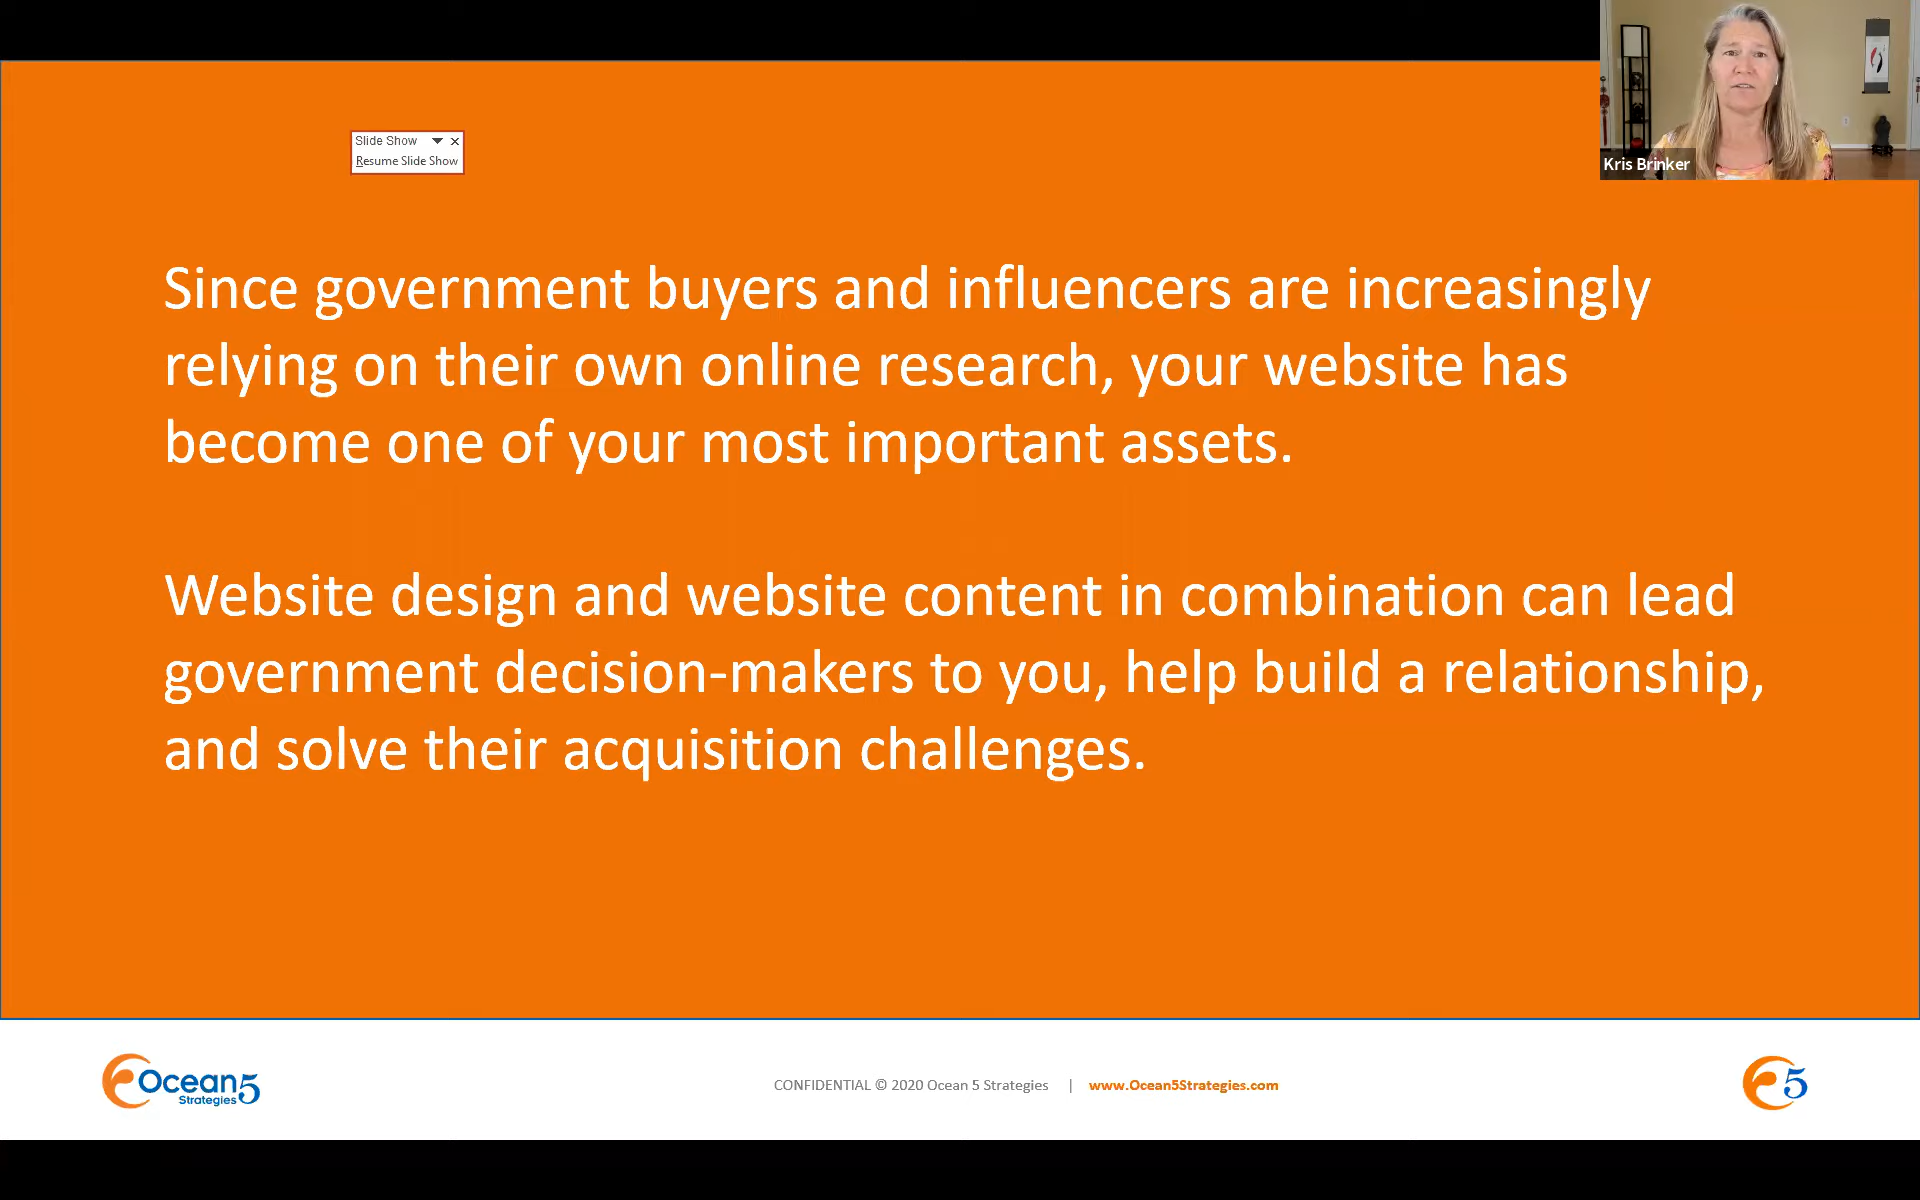 Kris Brinker
Slide Show
Resume Slide Show
Since government buyers and influencers are increasingly
relying on their own online research, your website has
become one of your most important assets.
Website design and website content in combination can lead
government decision-makers to you, help build a relationship,
and solve their acquisition challenges.
Ocean5
Strategies
CONFIDENTIAL © 2020 Ocean 5 Strategies | www.Ocean5Strategies.com
5